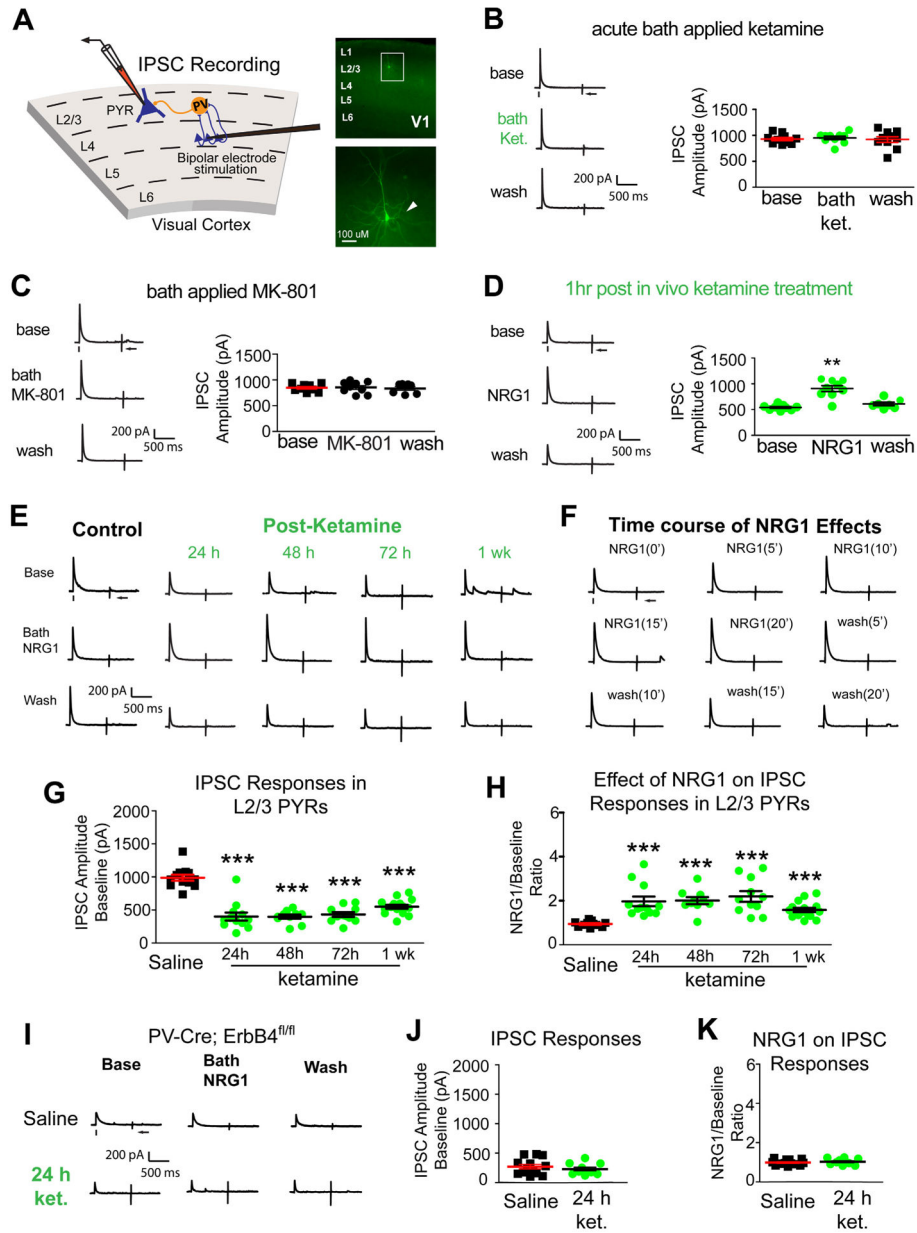 A
IPSC Recording
PYR
PV
L2/3
L4
L5
L6
Bipolar electrode
stimulation
Visual Cortex
L1
L2/3
L4
L5
L6
V1
100 uM
B
acute bath applied ketamine
base
bath
Ket.
wash
200 pA
500 ms
IPSC
Amplitude (pA)
1500
1000
500
0
base
bath
ket.
wash
C
bath applied MK-801
base
bath
MK-801
wash
200 pA
500 ms
IPSC
Amplitude (pA)
1500
1000
500
0
base
MK-801
wash
D
1hr post in vivo ketamine treatment
base
NRG1
wash
200 pA
500 ms
IPSC
Amplitude (pA)
1500
1000
500
0
**
base
NRG1
wash
E
Control
Post-Ketamine
24 h
48 h
72 h
1 wk
Base
Bath
NRG1
Wash
200 pA
500 ms
F
Time course of NRG1 Effects
NRG1(0')
NRG1(5')
NRG1(10')
NRG1(15')
NRG1(20')
wash(5')
wash(10')
wash(15')
wash(20')
G
IPSC Responses in
L2/3 PYRs
IPSC Amplitude
Baseline (pA)
2000
1500
1000
500
0
***
***
***
***
Saline
24h
48h
72h
1 wk
ketamine
H
Effect of NRG1 on IPSC
Responses in L2/3 PYRs
NRG1/Baseline
Ratio
6
4
2
0
***
***
***
***
Saline
24h
48h
72h
1 wk
ketamine
I
PV-Cre; ErbB4fl/fl
Base
Bath
NRG1
Wash
Saline
200 pA
500 ms
24 h
ket.
J
IPSC Responses
IPSC Amplitude
Baseline (pA)
2000
1500
1000
500
0
Saline
24 h
ket.
K
NRG1 on IPSC
Responses
NRG1/Baseline
Ratio
6
4
2
0
Saline
24 h
ket.